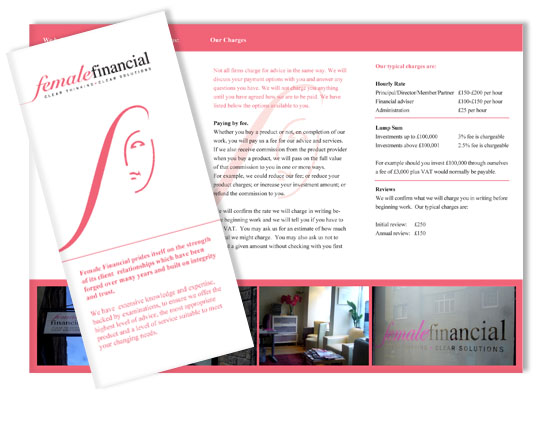 femalefinancial
CLEAR THINKING • CLEAR SOLUTIONS
Female Financial prides itself on the strength
of its client relationships which have been
forged over many years and built on integrity
and trust.
We have extensive knowledge and expertise,
backed by examinations, to ensure we offer the
highest level of advice, the most appropriate
product and a level of service suitable to meet
your changing needs.
Our Charges
Not all firms charge for advice in the same way. We will
discuss your payment options with you and answer any
questions you have. We will not charge you anything
until you have agreed how we are to be paid. We have
listed below the options available to you.
Paying by fee.
Whether you buy a product or not, on completion of our
work, you will pay us a fee for our advice and services.
If we also receive commission from the product provider
when you buy a product, we will pass on the full value
of that commission to you in one or more ways.
For example, we could reduce our fee; or reduce your
product charges; or increase your investment amount; or
refund the commission to you.
We will confirm the rate we will charge in writing be-
beginning work and we will tell you if you have to
VAT. You may ask us for an estimate of how much
we might charge. You may also ask us not to
a given amount without checking with you first
Our typical charges are:
Hourly Rate
Principal/Director/Member Partner £150-£200 per hour
Financial adviser £100-£150 per hour
Administration £25 per hour
Lump Sum
Investments up to £100,000 3% fee is chargeable
Investments above £100,001 2.5% fee is chargeable
For example should you invest £100,000 through ourselves
a fee of £3,000 plus VAT would normally be payable.
Reviews
We will confirm what we will charge you in writing before
beginning work. Our typical charges are:
Initial review: £250
Annual review: £150
financial
femalefinancial
THINKING • CLEAR SOLUTIONS